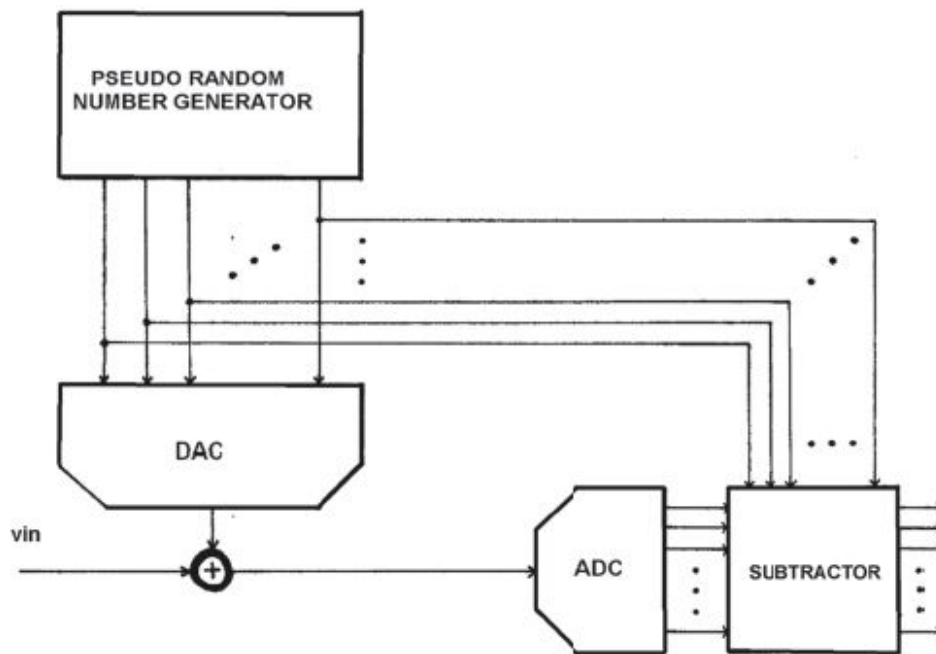 PSEUDO RANDOM
NUMBER GENERATOR
DAC
vin
+
ADC
SUBTRACTOR